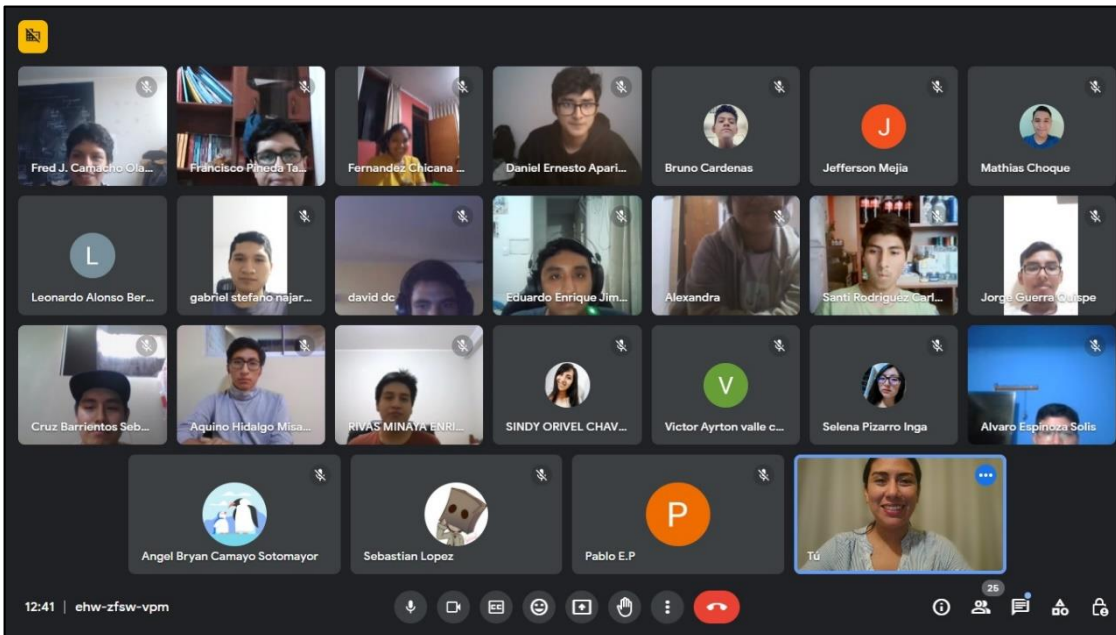 Fred J. Camacho Ola...
Francisco Pineda Ta...
Fernandez Chicana ...
Daniel Ernesto Apari...
Bruno Cardenas
J
Jefferson Mejia
Mathias Choque
L
Leonardo Alonso Ber...
gabriel stefano najar...
david dc
Eduardo Enrique Jim...
Alexandra
Santi Rodriguez Carl...
Jorge Guerra Quispe
Cruz Barrientos Seb...
Aquino Hidalgo Misa...
RIVAS MINAYA ENRI...
SINDY ORIVEL CHAV...
V
Victor Ayrton valle c...
Selena Pizarro Inga
Alvaro Espinoza Solis
Angel Bryan Camayo Sotomayor
Sebastian Lopez
P
Pablo E.P
Tú
12:41 | ehw-zfsw-vpm
CC
25